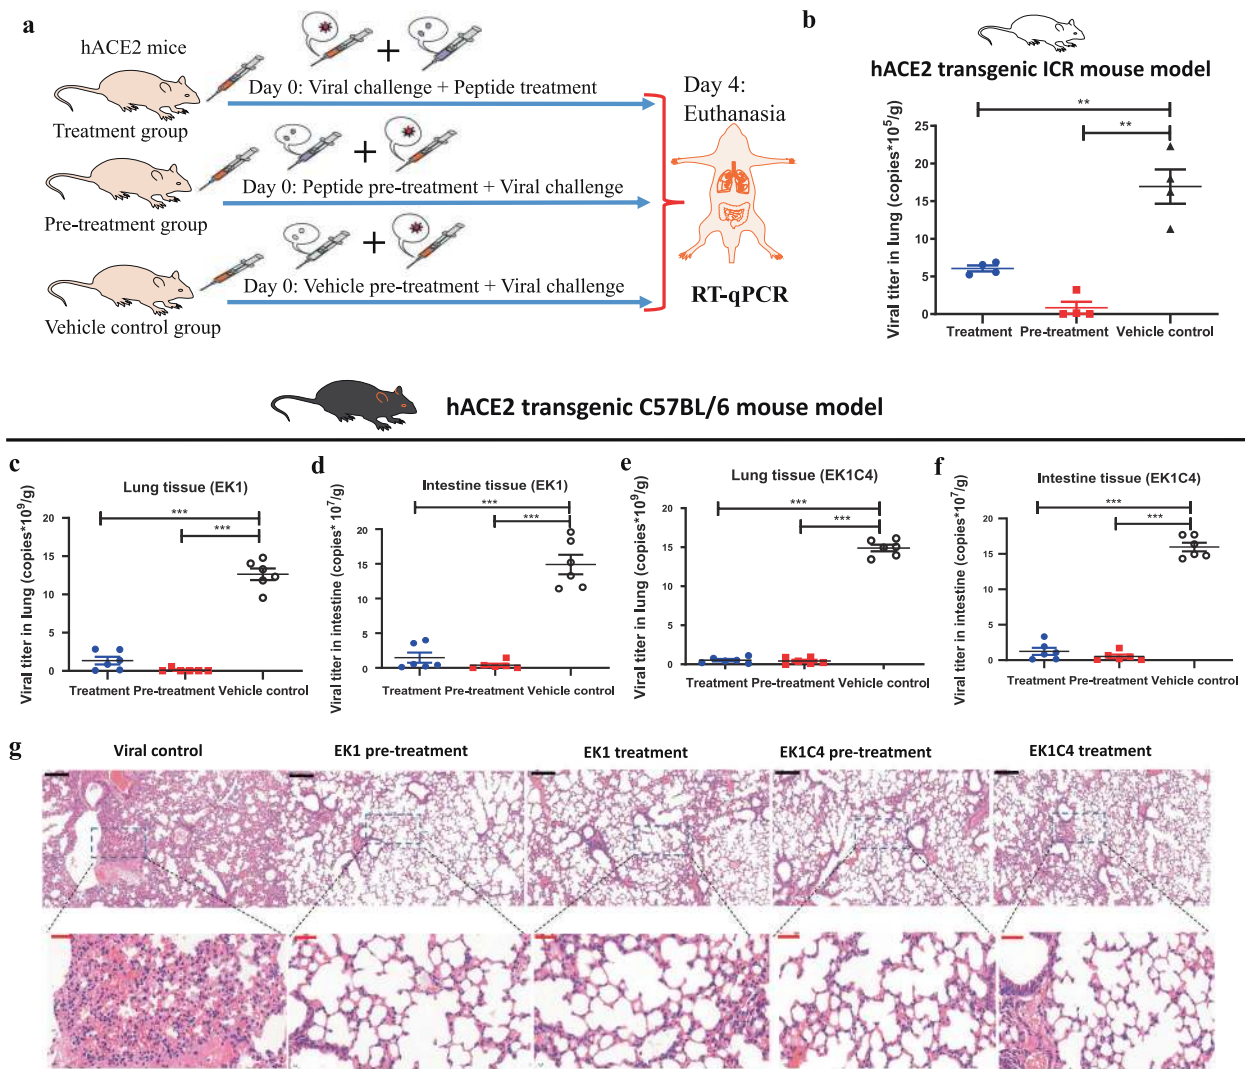 a
hACE2 mice
Day 0: Viral challenge + Peptide treatment
Treatment group
Day 0: Peptide pre-treatment + Viral challenge
Pre-treatment group
Day 0: Vehicle pre-treatment + Viral challenge
Vehicle control group
Day 4:
Euthanasia
RT-qPCR
b
hACE2 transgenic ICR mouse model
Viral titer in lung (copies*10^5/g)
25
20
15
10
5
0
**
**
Treatment Pre-treatment Vehicle control
hACE2 transgenic C57BL/6 mouse model
c
Lung tissue (EK1)
Viral titer in lung (copies*10^9/g)
20
15
10
5
0
***
***
Treatment Pre-treatment Vehicle control
d
Intestine tissue (EK1)
Viral titer in intestine (copies* 10^7/g)
20
15
10
5
0
***
***
Treatment Pre-treatment Vehicle control
e
Lung tissue (EK1C4)
Viral titer in lung (copies*10^9/g)
20
15
10
5
0
***
***
Treatment Pre-treatment Vehicle control
f
Intestine tissue (EK1C4)
Viral titer in intestine (copies*10^7/g)
20
15
10
5
0
***
***
Treatment Pre-treatment Vehicle control
g
Viral control EK1 pre-treatment EK1 treatment EK1C4 pre-treatment EK1C4 treatment